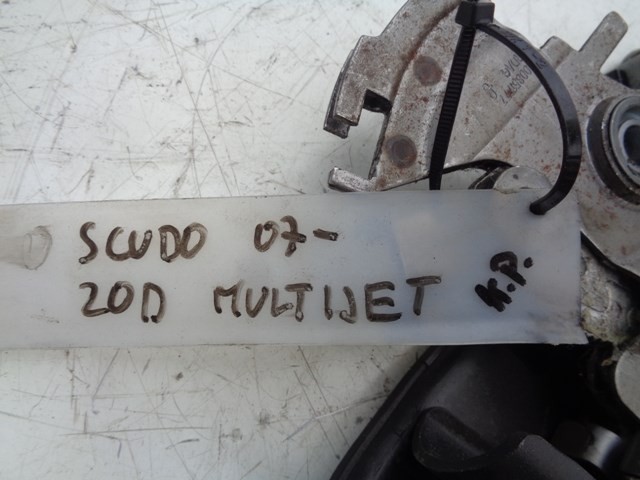 SCUDO 07-
20D MULTIJET K.P.